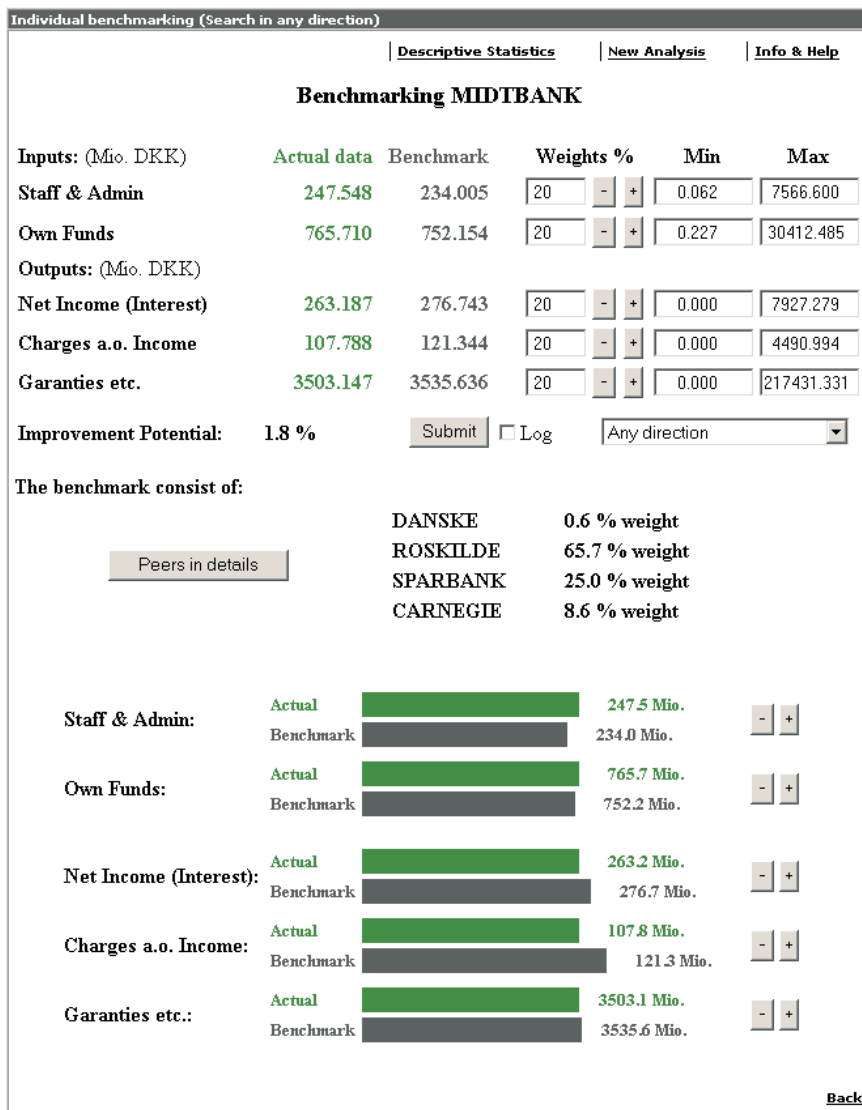 Individual benchmarking (Search in any direction)
Descriptive Statistics New Analysis Info & Help
Benchmarking MIDTBANK
Inputs: (Mio. DKK) Actual data Benchmark Weights % Min Max
Staff & Admin 247.548 234.005 20 - + 0.062 7566.600
Own Funds 765.710 752.154 20 - + 0.227 30412.485
Outputs: (Mio. DKK)
Net Income (Interest) 263.187 276.743 20 - + 0.000 7927.279
Charges a.o. Income 107.788 121.344 20 - + 0.000 4490.994
Garanties etc. 3503.147 3535.636 20 - + 0.000 217431.331
Improvement Potential: 1.8 % Submit Log Any direction
The benchmark consist of:
DANSKE 0.6 % weight
ROSKILDE 65.7 % weight
Peers in details
SPARBANK 25.0 % weight
CARNEGIE 8.6 % weight
Actual 247.5 Mio.
Staff & Admin: - +
Benchmark 234.0 Mio.
Actual 765.7 Mio.
Own Funds: - +
Benchmark 752.2 Mio.
Actual 263.2 Mio.
Net Income (Interest): - +
Benchmark 276.7 Mio.
Actual 107.8 Mio.
Charges a.o. Income: - +
Benchmark 121.3 Mio.
Actual 3503.1 Mio.
Garanties etc.: - +
Benchmark 3535.6 Mio.
Back